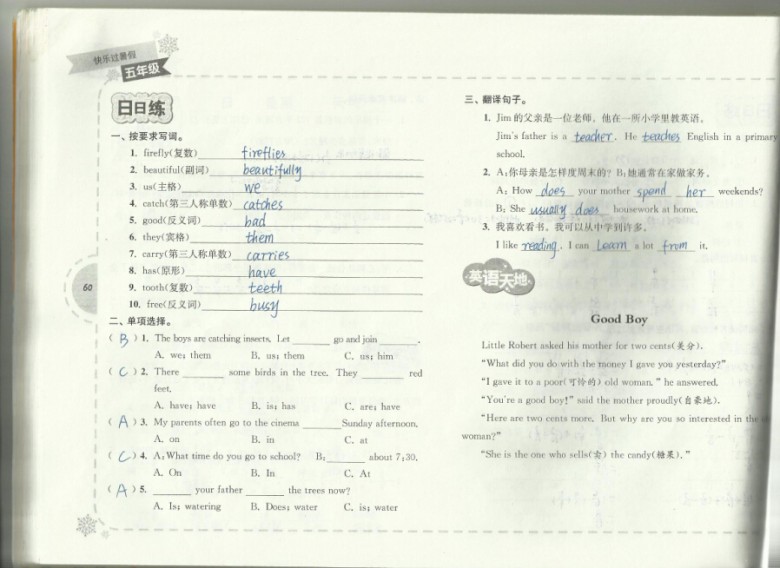 快乐过暑假
五年级
日日练
一、按要求写词。
1. firefly(复数) fireflies
2. beautiful(副词) beautifully
3. us(主格) we
4. catch(第三人称单数) catches
5. good(反义词) bad
6. they(宾格) them
7. carry(第三人称单数) carries
8. has(原形) have
9. tooth(复数) teeth
10. free(反义词) busy
二、单项选择。
( B ) 1. The boys are catching insects. Let ______ go and join ______.
A. we; them B. us; them C. us; him
( C ) 2. There ______ some birds in the tree. They ______ red
feet.
A. have; have B. is; has C. are; have
( A ) 3. My parents often go to the cinema ______ Sunday afternoon.
A. on B. in C. at
( C ) 4. A: What time do you go to school? B: ______ about 7:30.
A. On B. In C. At
( A ) 5. ______ your father ______ the trees now?
A. Is; watering B. Does; water C. is; water
60
三、翻译句子。
1. Jim 的父亲是一位老师。他在一所小学里教英语。
Jim's father is a teacher. He teaches English in a primary
school.
2. A: 你母亲是怎样度周末的? B: 她通常在家做家务。
A: How does your mother spend her weekends?
B: She usually does housework at home.
3. 我喜欢看书。我可以从中学到许多。
I like reading. I can learn a lot from it.
英语天地
Good Boy
Little Robert asked his mother for two cents(美分).
"What did you do with the money I gave you yesterday?"
"I gave it to a poor(可怜的) old woman." he answered.
"You're a good boy!" said the mother proudly(自豪地).
"Here are two cents more. But why are you so interested in the
woman?"
"She is the one who sells(卖) the candy(糖果)."